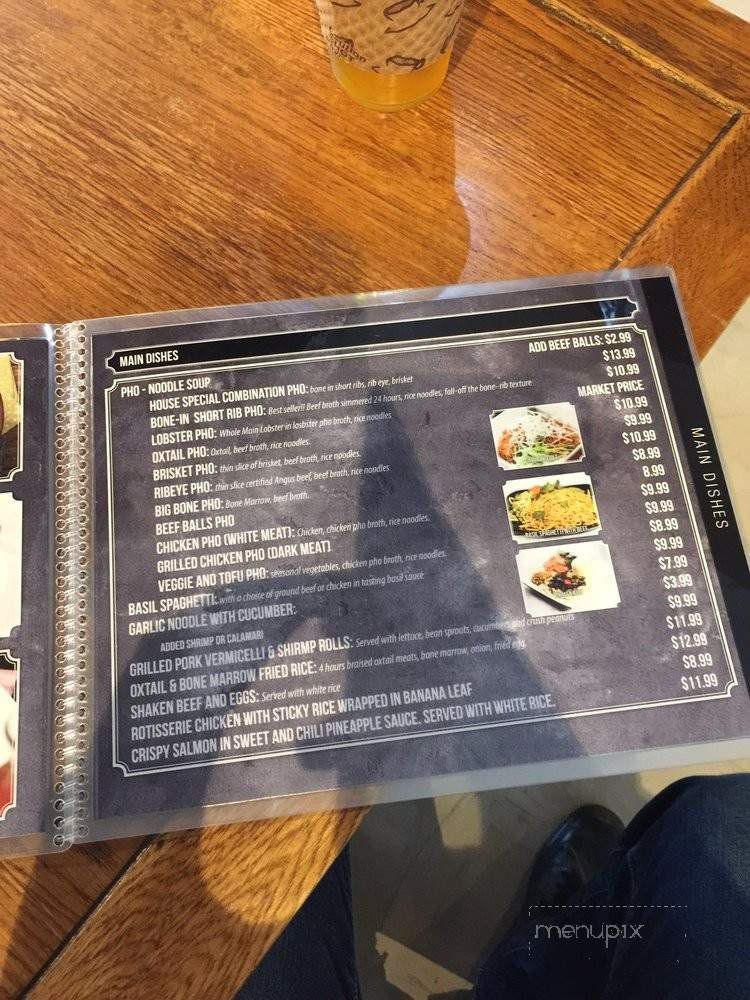 MAIN DISHES
ADD BEEF BALLS: $2.99
PHO - NOODLE SOUP
HOUSE SPECIAL COMBINATION PHO: bone in short ribs, rib eye, brisket $13.99
BONE-IN SHORT RIB PHO: Best seller!! Beef broth simmered 24 hours, rice noodles, fall-off the bone- rib texture $10.99
LOBSTER PHO: Whole Main Lobster in losbster pho broth, rice noodles MARKET PRICE
OXTAIL PHO: Oxtail, beef broth, rice noodles. $10.99
BRISKET PHO: thin slice of brisket, beef broth, rice noodles. $9.99
RIBEYE PHO: thin slice certified Angus beef, beef broth, rice noodles $10.99
BIG BONE PHO: Bone Marrow, beef broth. $8.99
BEEF BALLS PHO 8.99
CHICKEN PHO (WHITE MEAT): Chicken, chicken pho broth, rice noodles. $9.99
GRILLED CHICKEN PHO (DARK MEAT) $9.99
VEGGIE AND TOFU PHO: seasonal vegetables, chicken pho broth, rice noodles. $8.99
BASIL SPAGHETTI: with a choice of ground beef or chicken in tasting basil sauce $9.99
GARLIC NOODLE WITH CUCUMBER: $7.99
ADDED SHRIMP OR CALAMARI $3.99
GRILLED PORK VERMICELLI & SHIRMP ROLLS: Served with lettuce, bean sprouts, cucumbers and crush peanuts $9.99
OXTAIL & BONE MARROW FRIED RICE: 4 hours braised oxtail meats, bone marrow, onion, fried egg. $11.99
SHAKEN BEEF AND EGGS: Served with white rice $12.99
ROTISSERIE CHICKEN WITH STICKY RICE WRAPPED IN BANANA LEAF $8.99
CRISPY SALMON IN SWEET AND CHILI PINEAPPLE SAUCE. SERVED WITH WHITE RICE. $11.99
BASIL SPAGHETTI WITH BEEF
MAIN DISHES
menupix